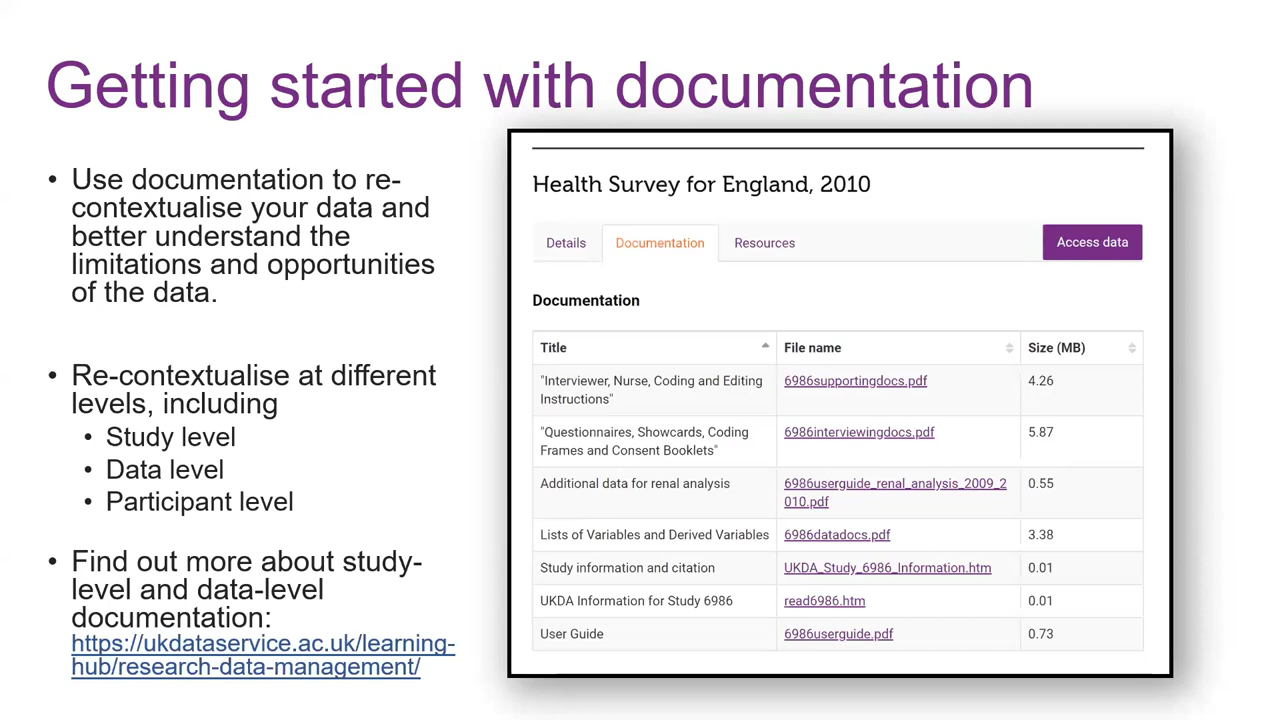 Getting started with documentation
• Use documentation to re-
contextualise your data and
better understand the
limitations and opportunities
of the data.
• Re-contextualise at different
levels, including
• Study level
• Data level
• Participant level
• Find out more about study-
level and data-level
documentation:
https://ukdataservice.ac.uk/learning-
hub/research-data-management/
Health Survey for England, 2010
Details Documentation Resources Access data
Documentation
Title File name Size (MB)
"Interviewer, Nurse, Coding and Editing 6986supportingdocs.pdf 4.26
Instructions"
"Questionnaires, Showcards, Coding 6986interviewingdocs.pdf 5.87
Frames and Consent Booklets"
Additional data for renal analysis 6986userguide_renal_analysis_2009_2 0.55
010.pdf
Lists of Variables and Derived Variables 6986datadocs.pdf 3.38
Study information and citation UKDA_Study_6986_Information.htm 0.01
UKDA Information for Study 6986 read6986.htm 0.01
User Guide 6986userguide.pdf 0.73